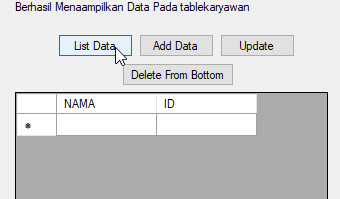 Berhasil Menaampilkan Data Pada tablekaryawan
List Data Add Data Update
Delete From Bottom
NAMA ID